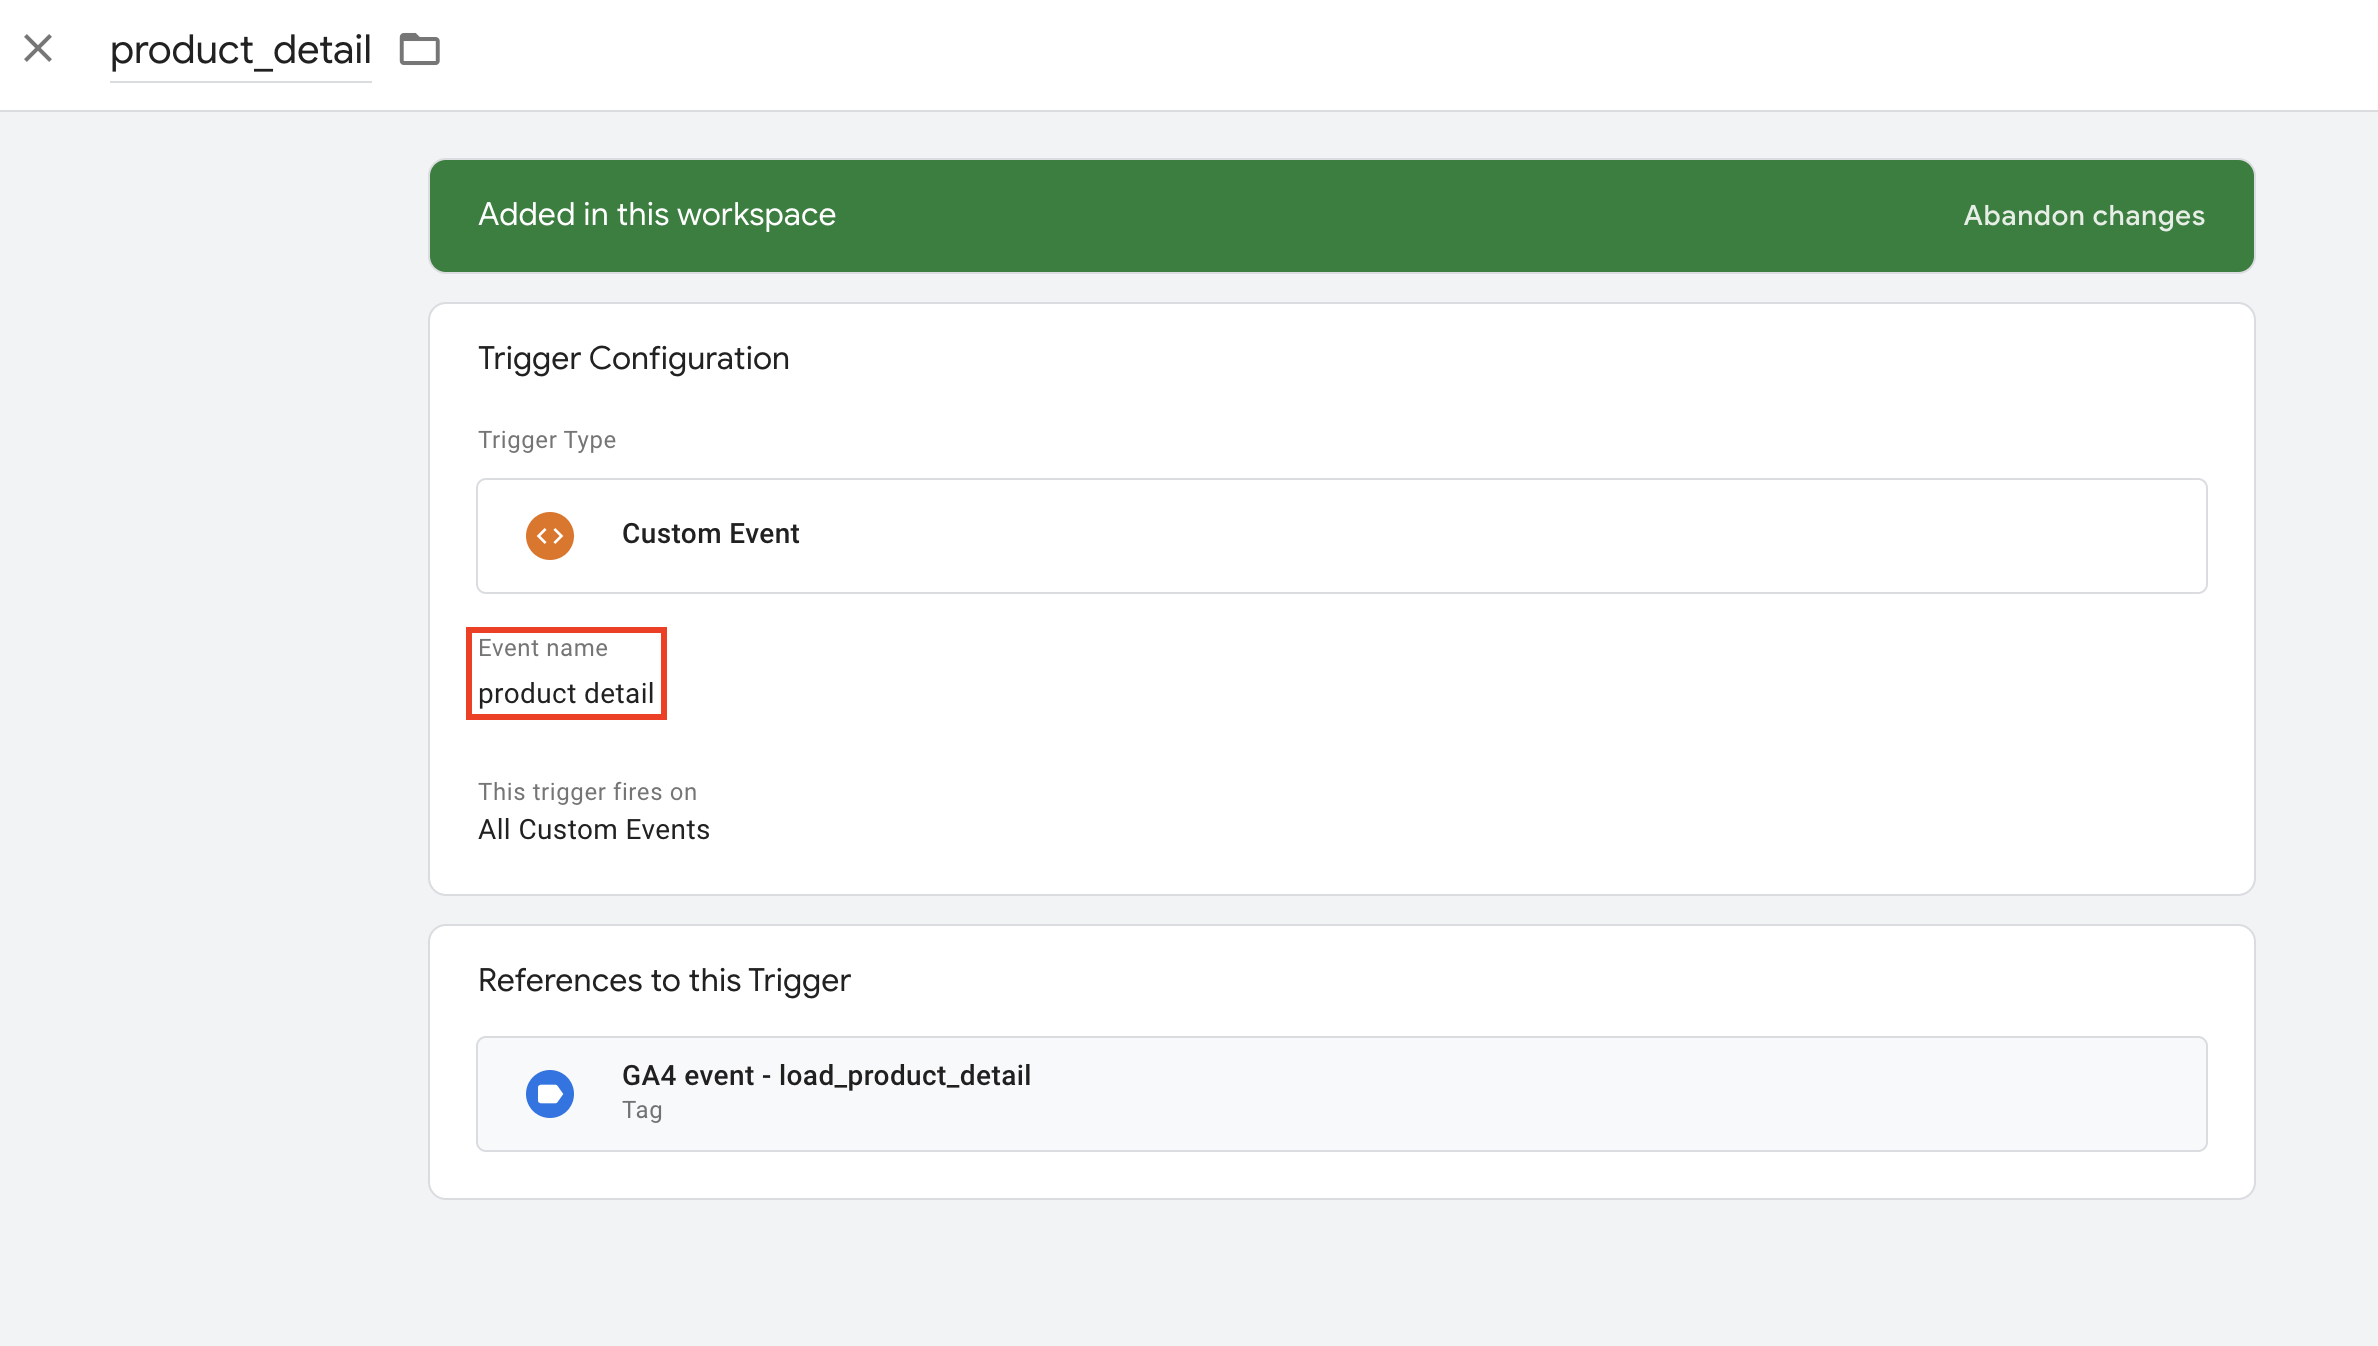 product_detail
Added in this workspace
Abandon changes
Trigger Configuration
Trigger Type
Custom Event
Event name
product detail
This trigger fires on
All Custom Events
References to this Trigger
GA4 event - load_product_detail
Tag